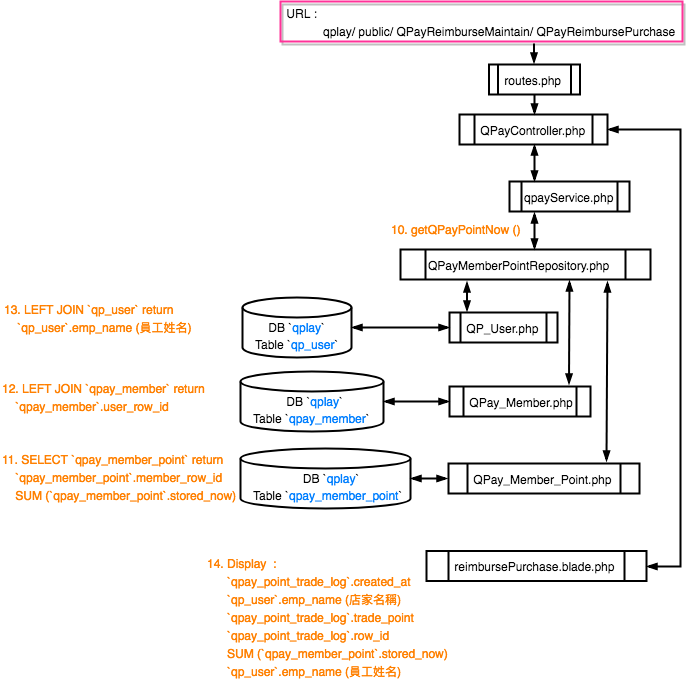 URL :
qplay/ public/ QPayReimburseMaintain/ QPayReimbursePurchase
routes.php
QPayController.php
qpayService.php
10. getQPayPointNow ()
QPayMemberPointRepository.php
13. LEFT JOIN `qp_user` return
`qp_user`.emp_name (員工姓名)
DB `qplay`
Table `qp_user`
QP_User.php
12. LEFT JOIN `qpay_member` return
`qpay_member`.user_row_id
DB `qplay`
Table `qpay_member`
QPay_Member.php
11. SELECT `qpay_member_point` return
`qpay_member_point`.member_row_id
SUM (`qpay_member_point`.stored_now)
DB `qplay`
Table `qpay_member_point`
QPay_Member_Point.php
14. Display :
`qpay_point_trade_log`.created_at
`qp_user`.emp_name (店家名稱)
`qpay_point_trade_log`.trade_point
`qpay_point_trade_log`.row_id
SUM (`qpay_member_point`.stored_now)
`qp_user`.emp_name (員工姓名)
reimbursePurchase.blade.php